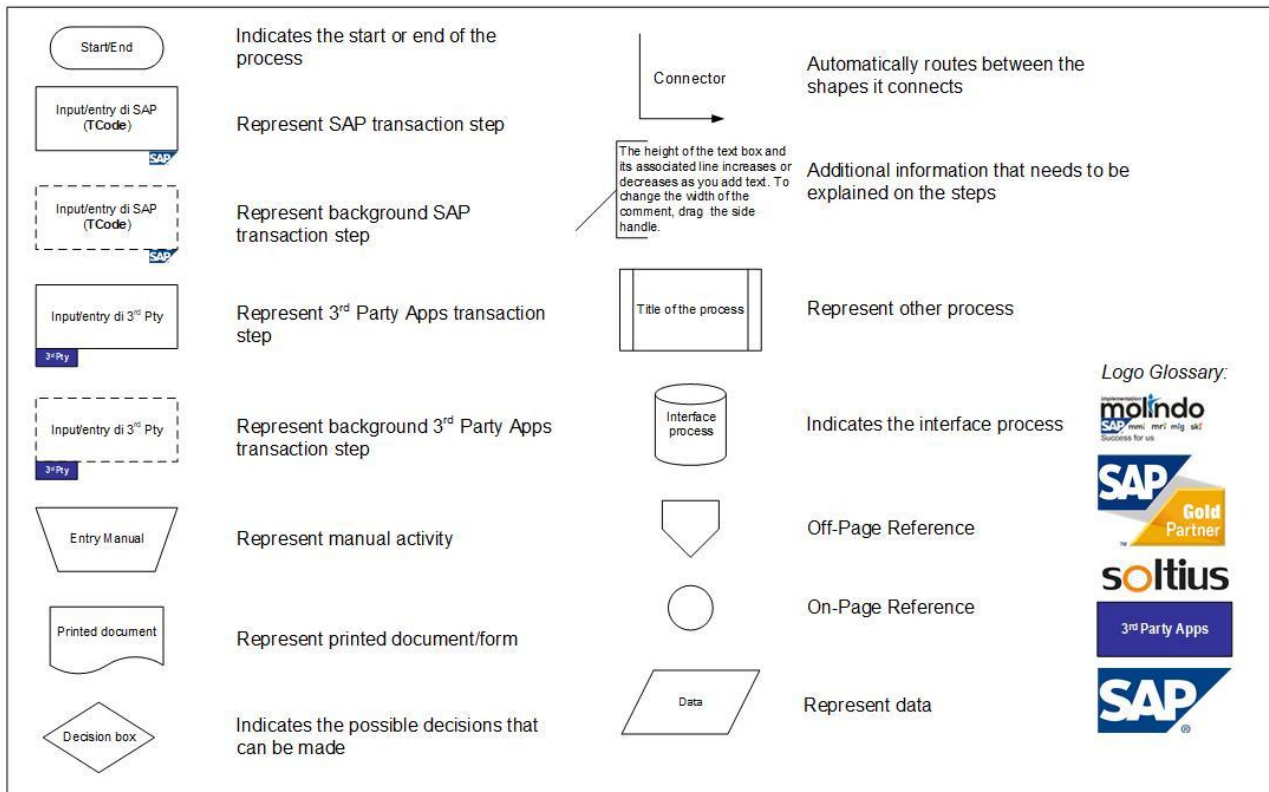 Start/End
Indicates the start or end of the
process
Input/entry di SAP
(TCode)
SAP
Represent SAP transaction step
Input/entry di SAP
(TCode)
SAP
Represent background SAP
transaction step
Input/entry di 3rd Pty
3rd Pty
Represent 3rd Party Apps transaction
step
Input/entry di 3rd Pty
3rd Pty
Represent background 3rd Party Apps
transaction step
Entry Manual
Represent manual activity
Printed document
Represent printed document/form
Decision box
Indicates the possible decisions that
can be made
Connector
Automatically routes between the
shapes it connects
The height of the text box and
its associated line increases or
decreases as you add text. To
change the width of the
comment, drag the side
handle.
Additional information that needs to be
explained on the steps
Title of the process
Represent other process
Interface
process
Indicates the interface process
Off-Page Reference
On-Page Reference
Data
Represent data
Logo Glossary:
implementation
molindo
SAP mmi mri mlg ski
Success for us
SAP
Gold
Partner
™
soltius
3rd Party Apps
SAP
®